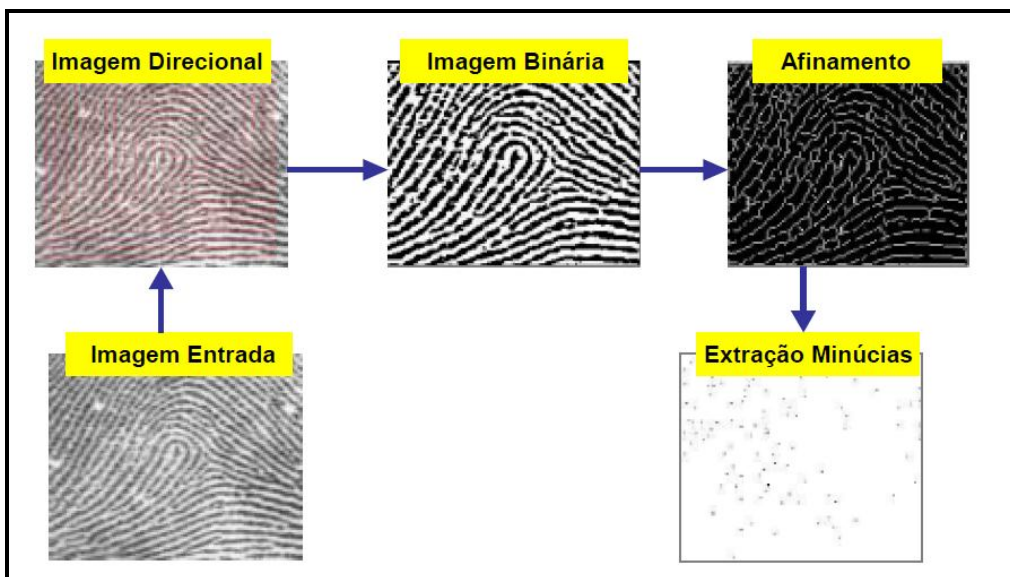 Imagem Direcional
Imagem Binária
Afinamento
Imagem Entrada
Extração Minúcias